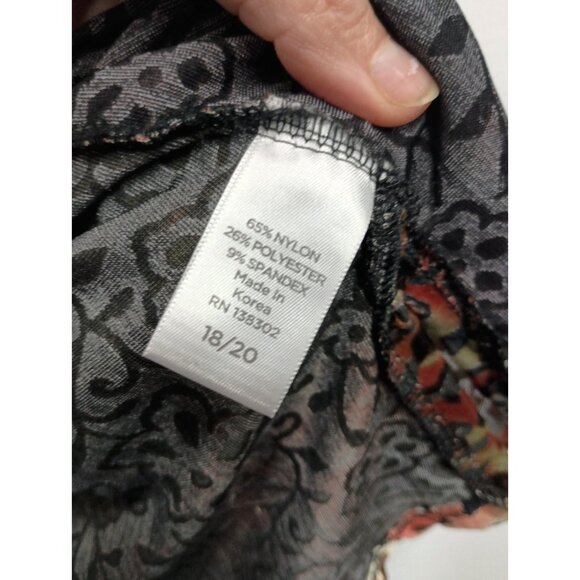 65% NYLON
26% POLYESTER
9% SPANDEX
Made in
Korea
RN 138302
18/20